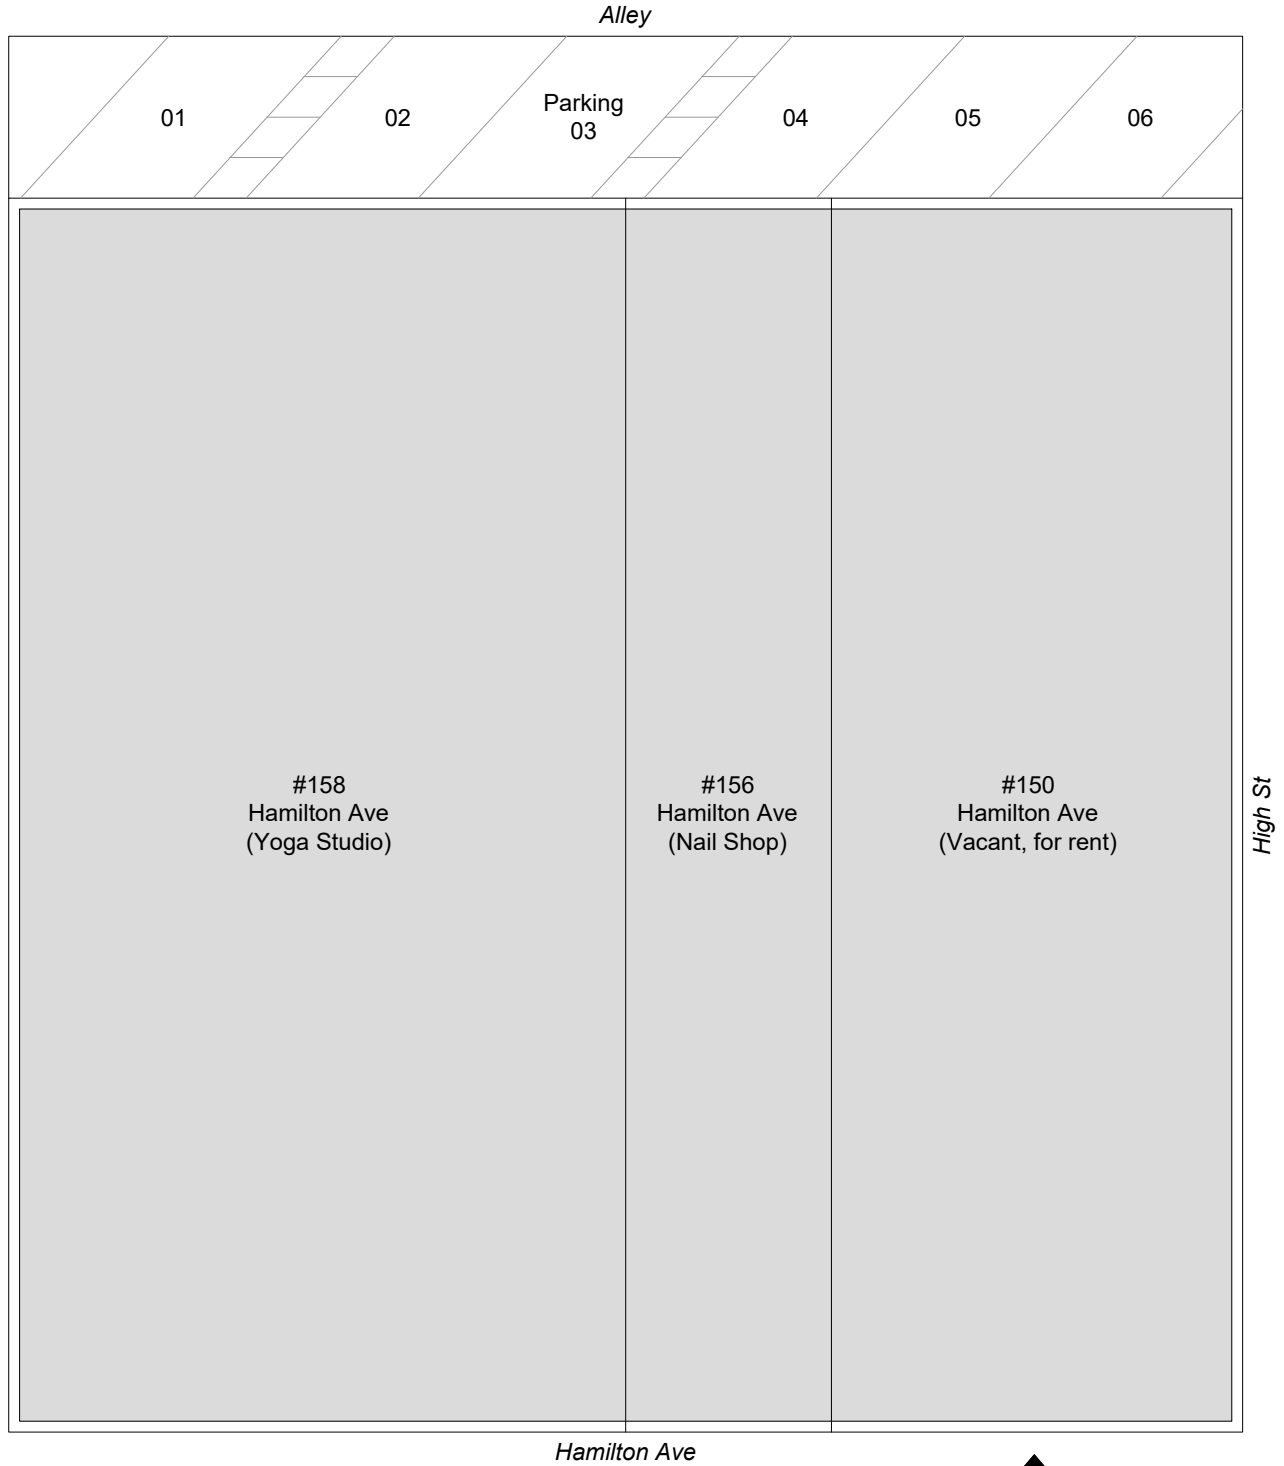 Alley
01
02
Parking
03
04
05
06
#158
Hamilton Ave
(Yoga Studio)
#156
Hamilton Ave
(Nail Shop)
#150
Hamilton Ave
(Vacant, for rent)
High St
Hamilton Ave